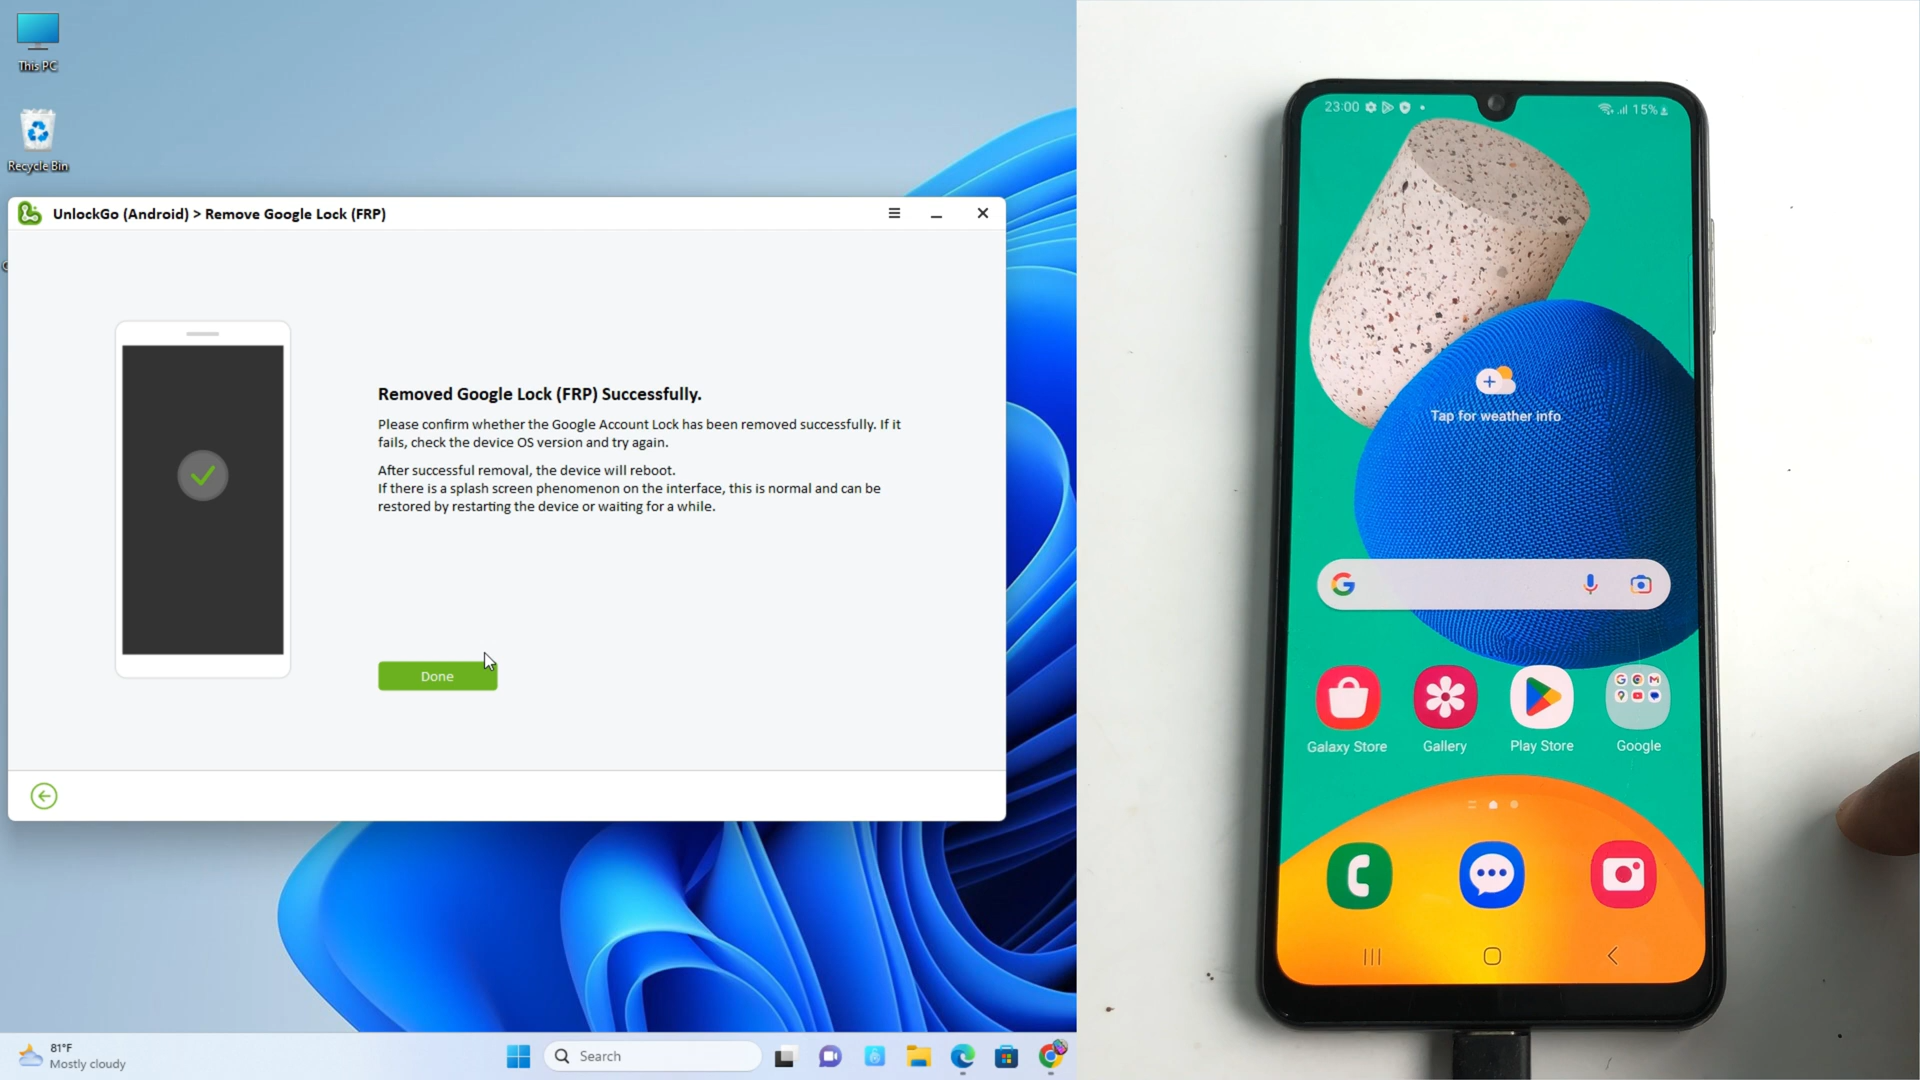 This PC
Recycle Bin
UnlockGo (Android) > Remove Google Lock (FRP)
Removed Google Lock (FRP) Successfully.
Please confirm whether the Google Account Lock has been removed successfully. If it
fails, check the device OS version and try again.
After successful removal, the device will reboot.
If there is a splash screen phenomenon on the interface, this is normal and can be
restored by restarting the device or waiting for a while.
Done
81°F
Mostly cloudy
Search
23:00
15%
Tap for weather info
Galaxy Store
Gallery
Play Store
Google